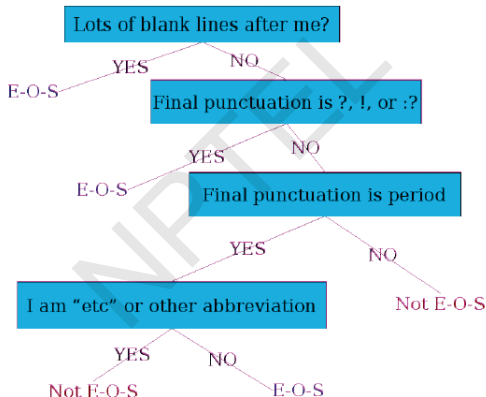 Lots of blank lines after me?
YES
NO
E-O-S
Final punctuation is ?, !, or :?
YES
NO
E-O-S
Final punctuation is period
YES
NO
Not E-O-S
I am “etc” or other abbreviation
YES
NO
Not E-O-S
E-O-S
NPTEL